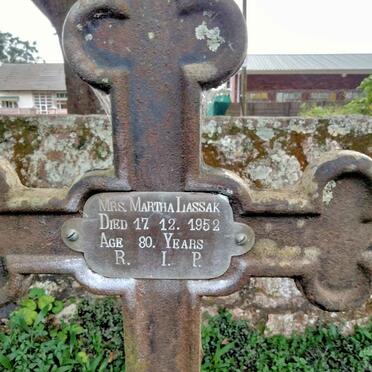 MRS. MARTHA LIASSAK
DIED 17. 12. 1952
AGE 80. YEARS
R. I. P.